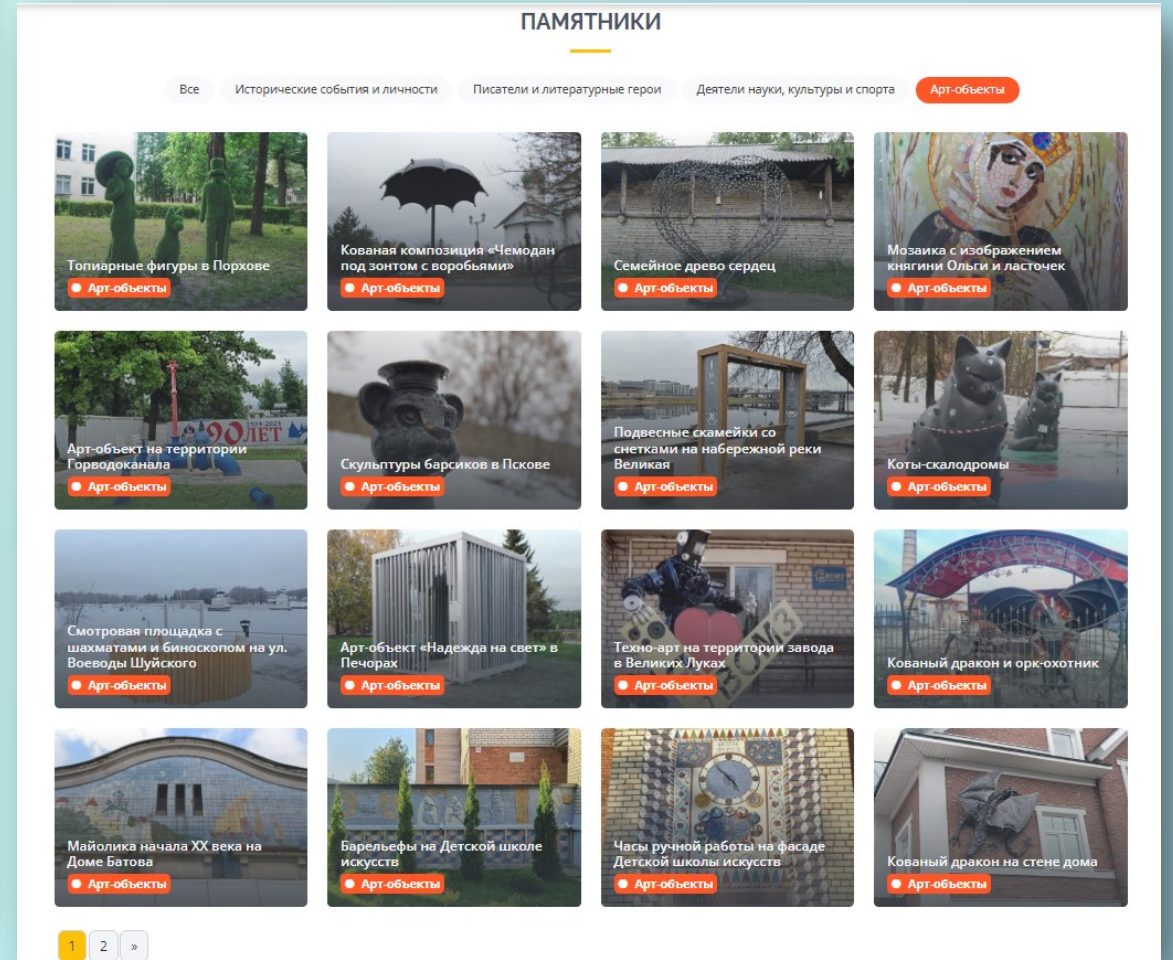 ПАМЯТНИКИ
Все
Исторические события и личности
Писатели и литературные герои
Деятели науки, культуры и спорта
Арт-объекты
Топиарные фигуры в Порхове
Арт-объекты
Кованая композиция «Чемодан
под зонтом с воробьями»
Арт-объекты
Семейное древо сердец
Арт-объекты
Мозаика с изображением
княгини Ольги и ласточек
Арт-объекты
1934-2024
90 ЛЕТ
Арт-объект на территории
Горводоканала
Арт-объекты
Скульптуры барсиков в Пскове
Арт-объекты
Подвесные скамейки со
снетками на набережной реки
Великая
Арт-объекты
Коты-скалодромы
Арт-объекты
Смотровая площадка с
шахматами и биноскопом на ул.
Воеводы Шуйского
Арт-объекты
Арт-объект «Надежда на свет» в
Печорах
Арт-объекты
Техно-арт на территории завода
в Великих Луках
Арт-объекты
Кованый дракон и орк-охотник
Арт-объекты
Майолика начала XX века на
Доме Батова
Арт-объекты
Барельефы на Детской школе
искусств
Арт-объекты
Часы ручной работы на фасаде
Детской школы искусств
Арт-объекты
Кованый дракон на стене дома
Арт-объекты
1 2 »